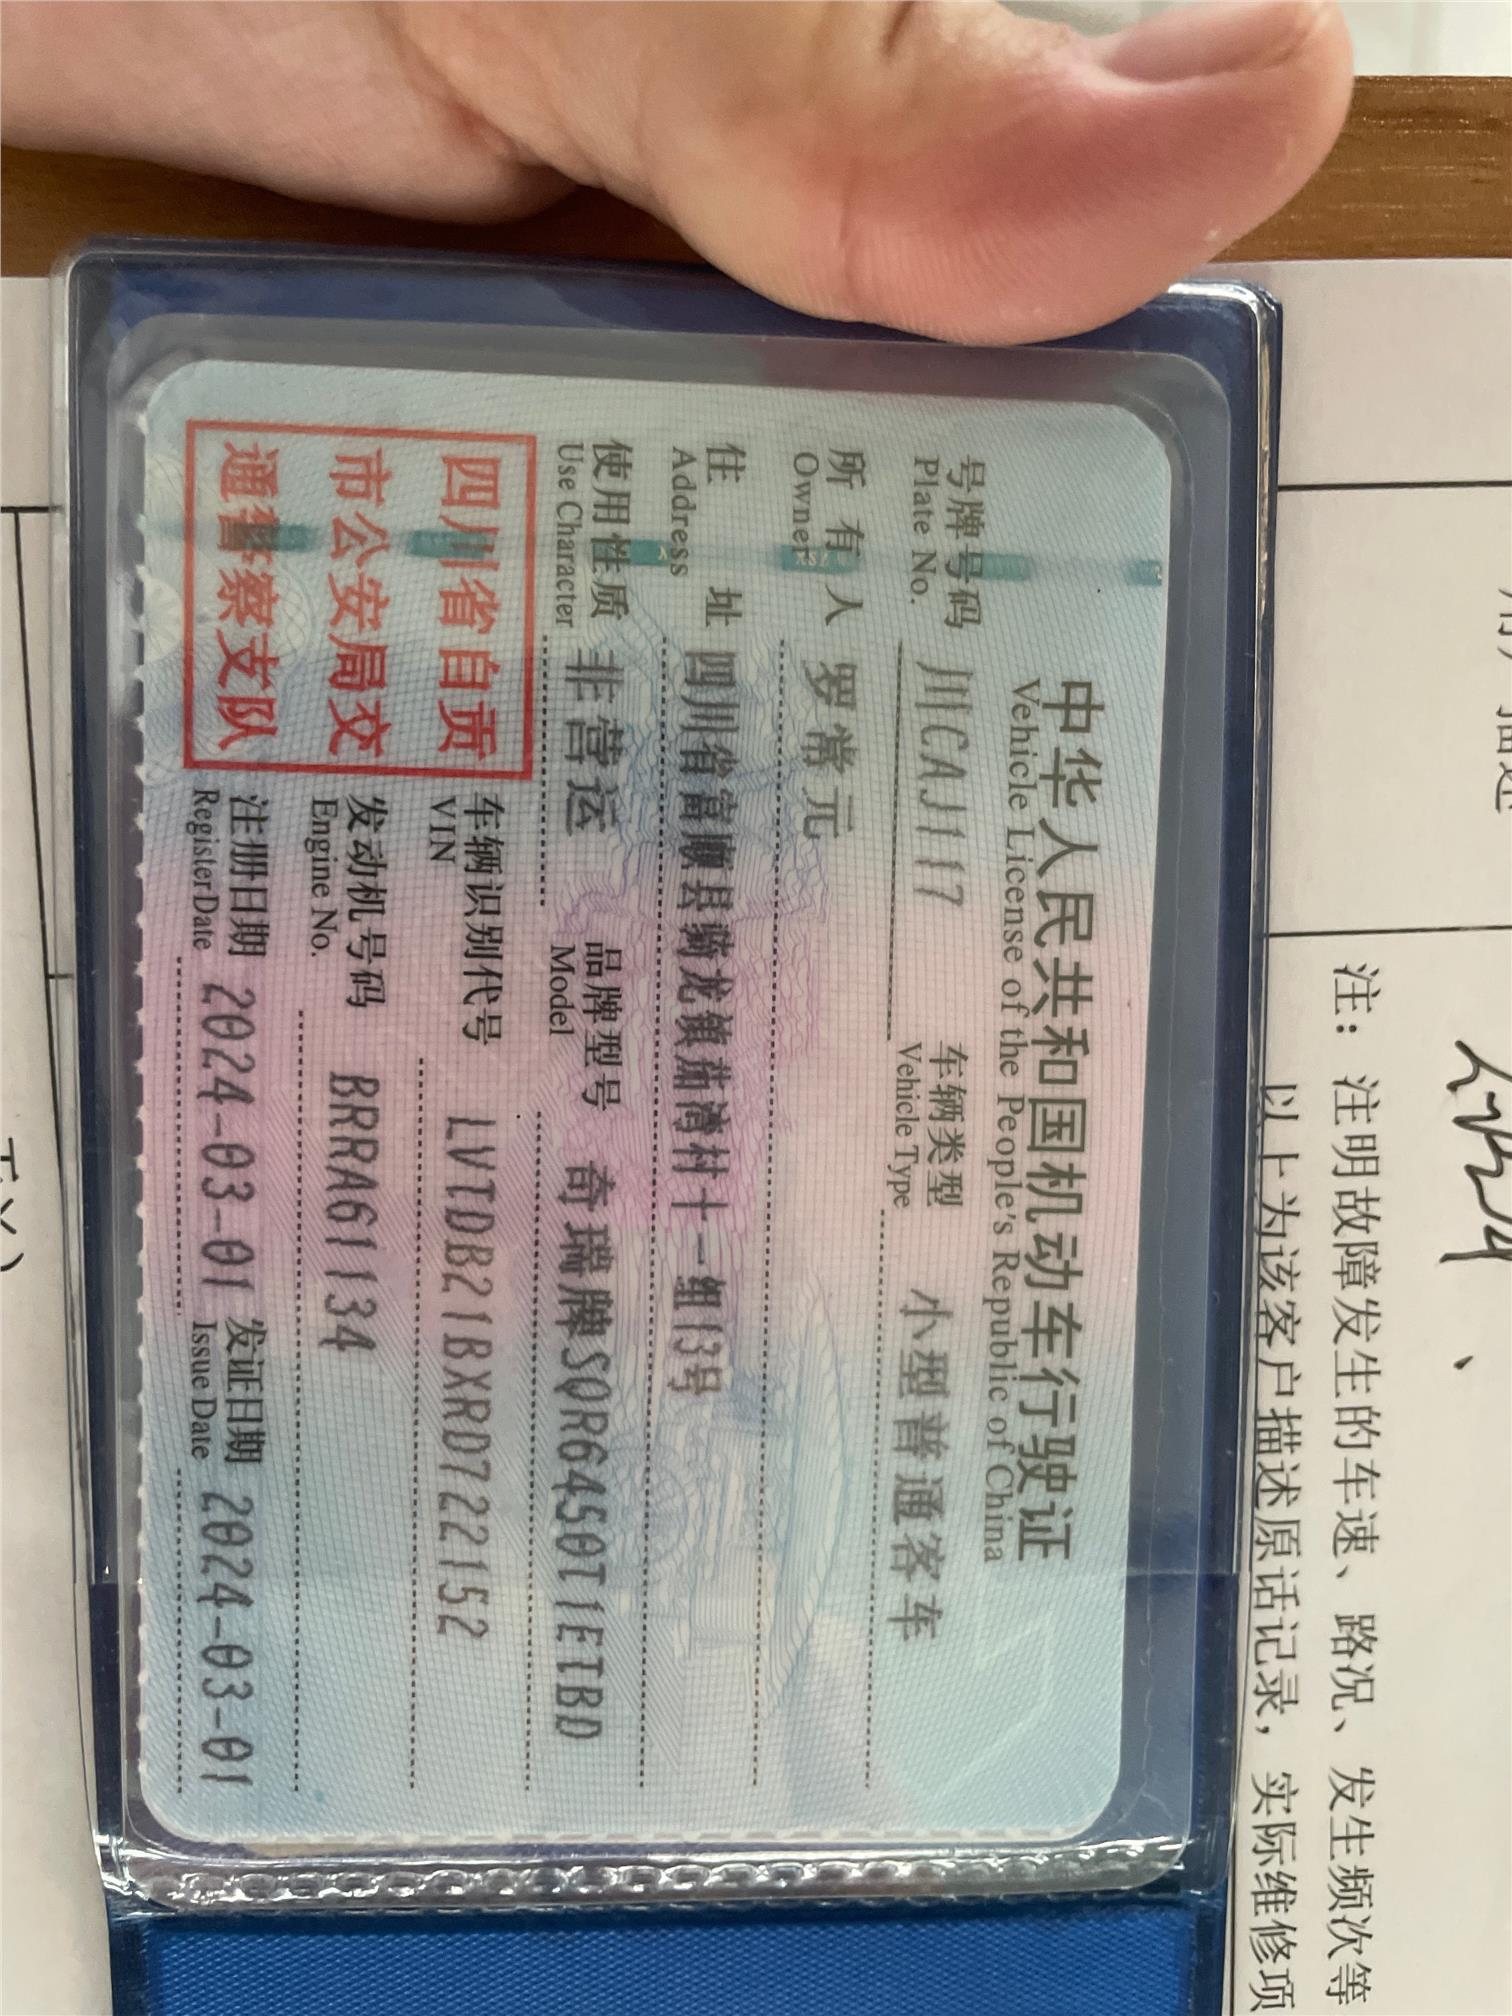 中华人民共和国机动车行驶证
Vehicle License of the People's Republic of China
号牌号码 川CAJ117 车辆类型 小型普通客车
Plate No. Vehicle Type
所有人 罗常元
Owner
住址 四川省富顺县骑龙镇茄湾村十一组13号
Address
使用性质 非营运 品牌型号 奇瑞牌SQR6450T1ETBD
Use Character Model
四川省自贡
市公安局交
通警察支队
车辆识别代号 LVTDB21BXRD722152
VIN
发动机号码 BRRA61134
Engine No.
注册日期 2024-03-01 发证日期 2024-03-01
Register Date Issue Date
注：注明故障发生的车速、路况、发生频次等
以上为该客户描述原话记录，实际维修项